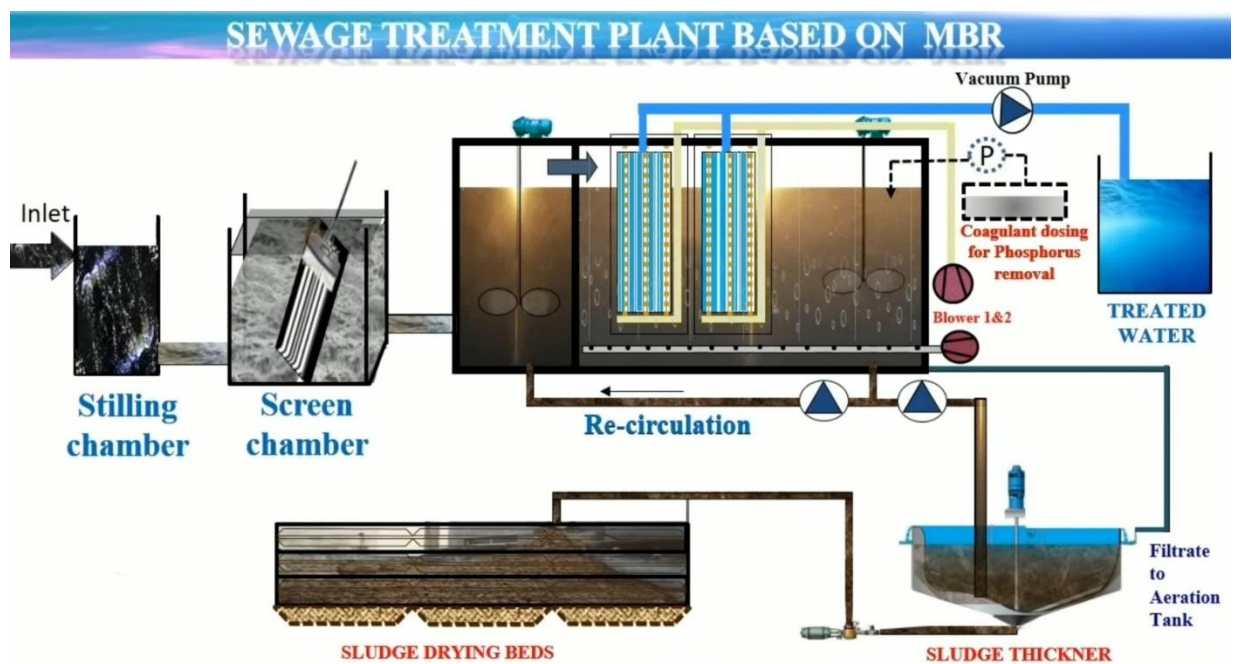 SEWAGE TREATMENT PLANT BASED ON MBR
Vacuum Pump
P
Inlet
Coagulant dosing
for Phosphorus
removal
Blower 1&2
TREATED
WATER
Stilling
chamber
Screen
chamber
Re-circulation
Filtrate
to
Aeration
Tank
SLUDGE DRYING BEDS
SLUDGE THICKNER